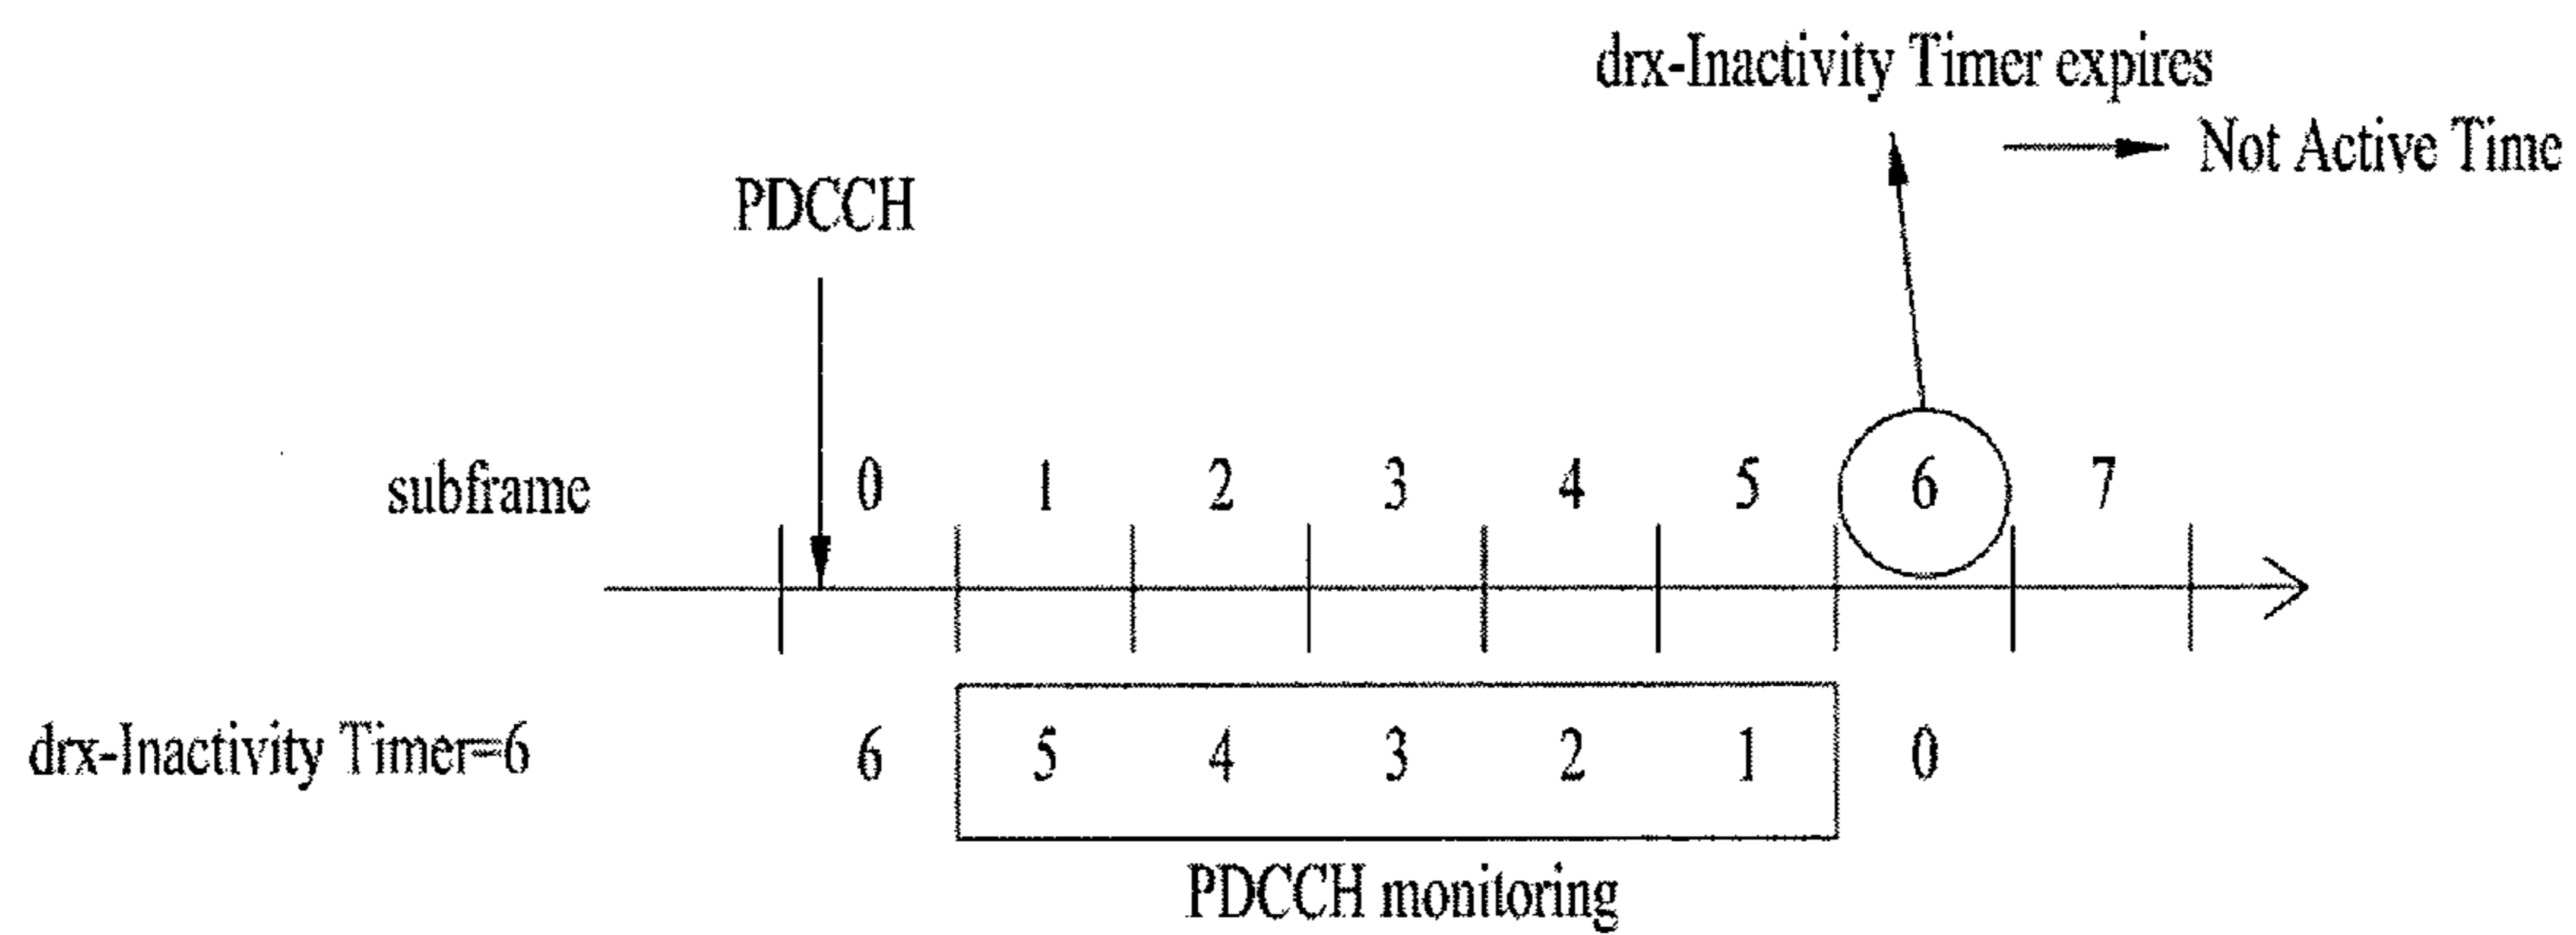 drx-Inactivity Timer expires
Not Active Time
PDCCH
subframe 0 1 2 3 4 5 6 7
drx-Inactivity Timer=6 6 5 4 3 2 1 0
PDCCH monitoring